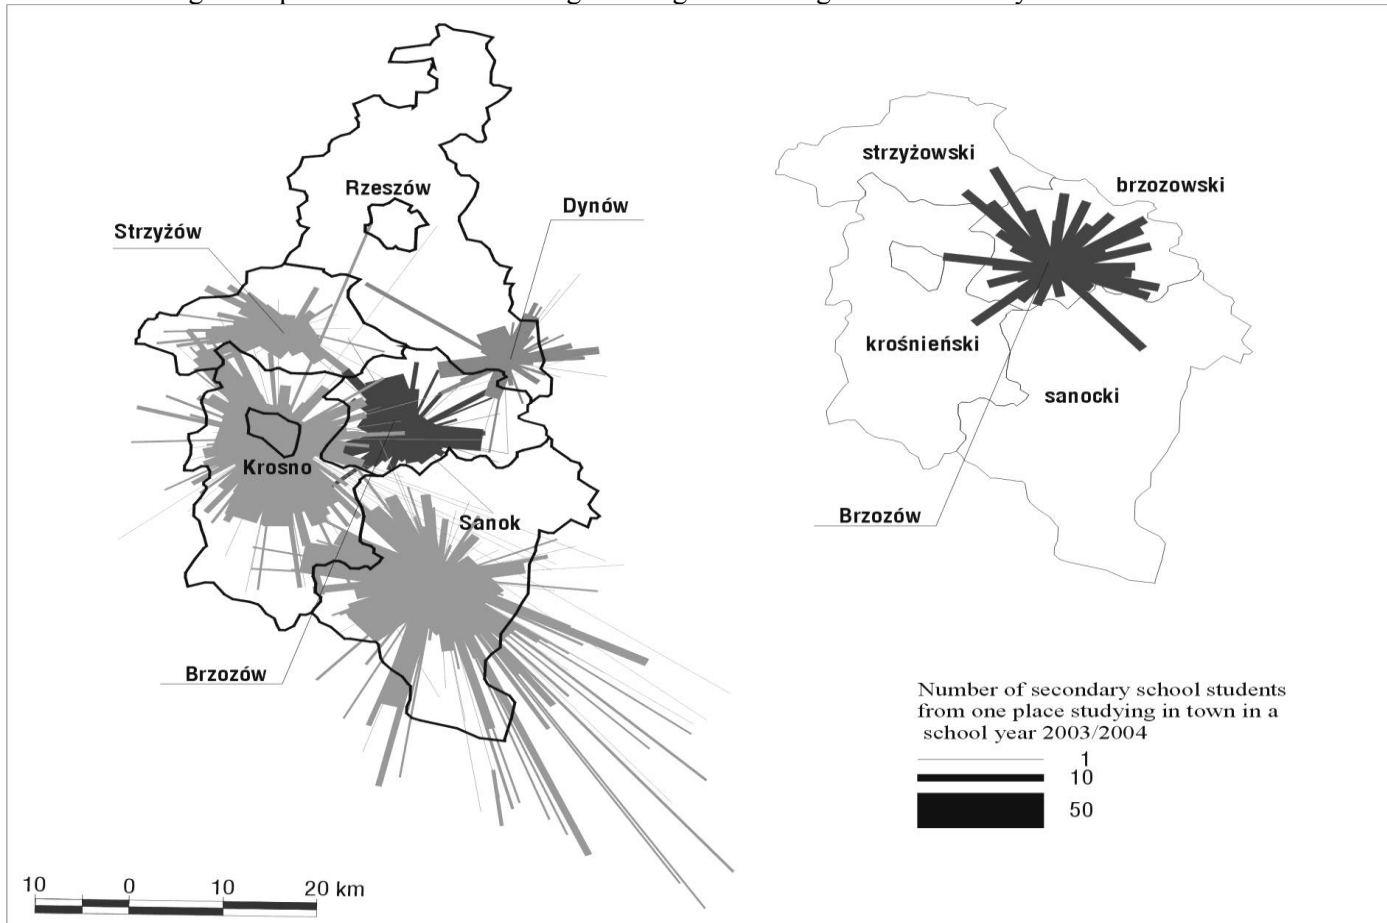 Rzeszów
Dynów
Strzyżów
Krosno
Sanok
Brzozów
10 0 10 20 km
strzyżowski
brzozowski
krośnieński
sanocki
Brzozów
Number of secondary school students
from one place studying in town in a
school year 2003/2004
1
10
50